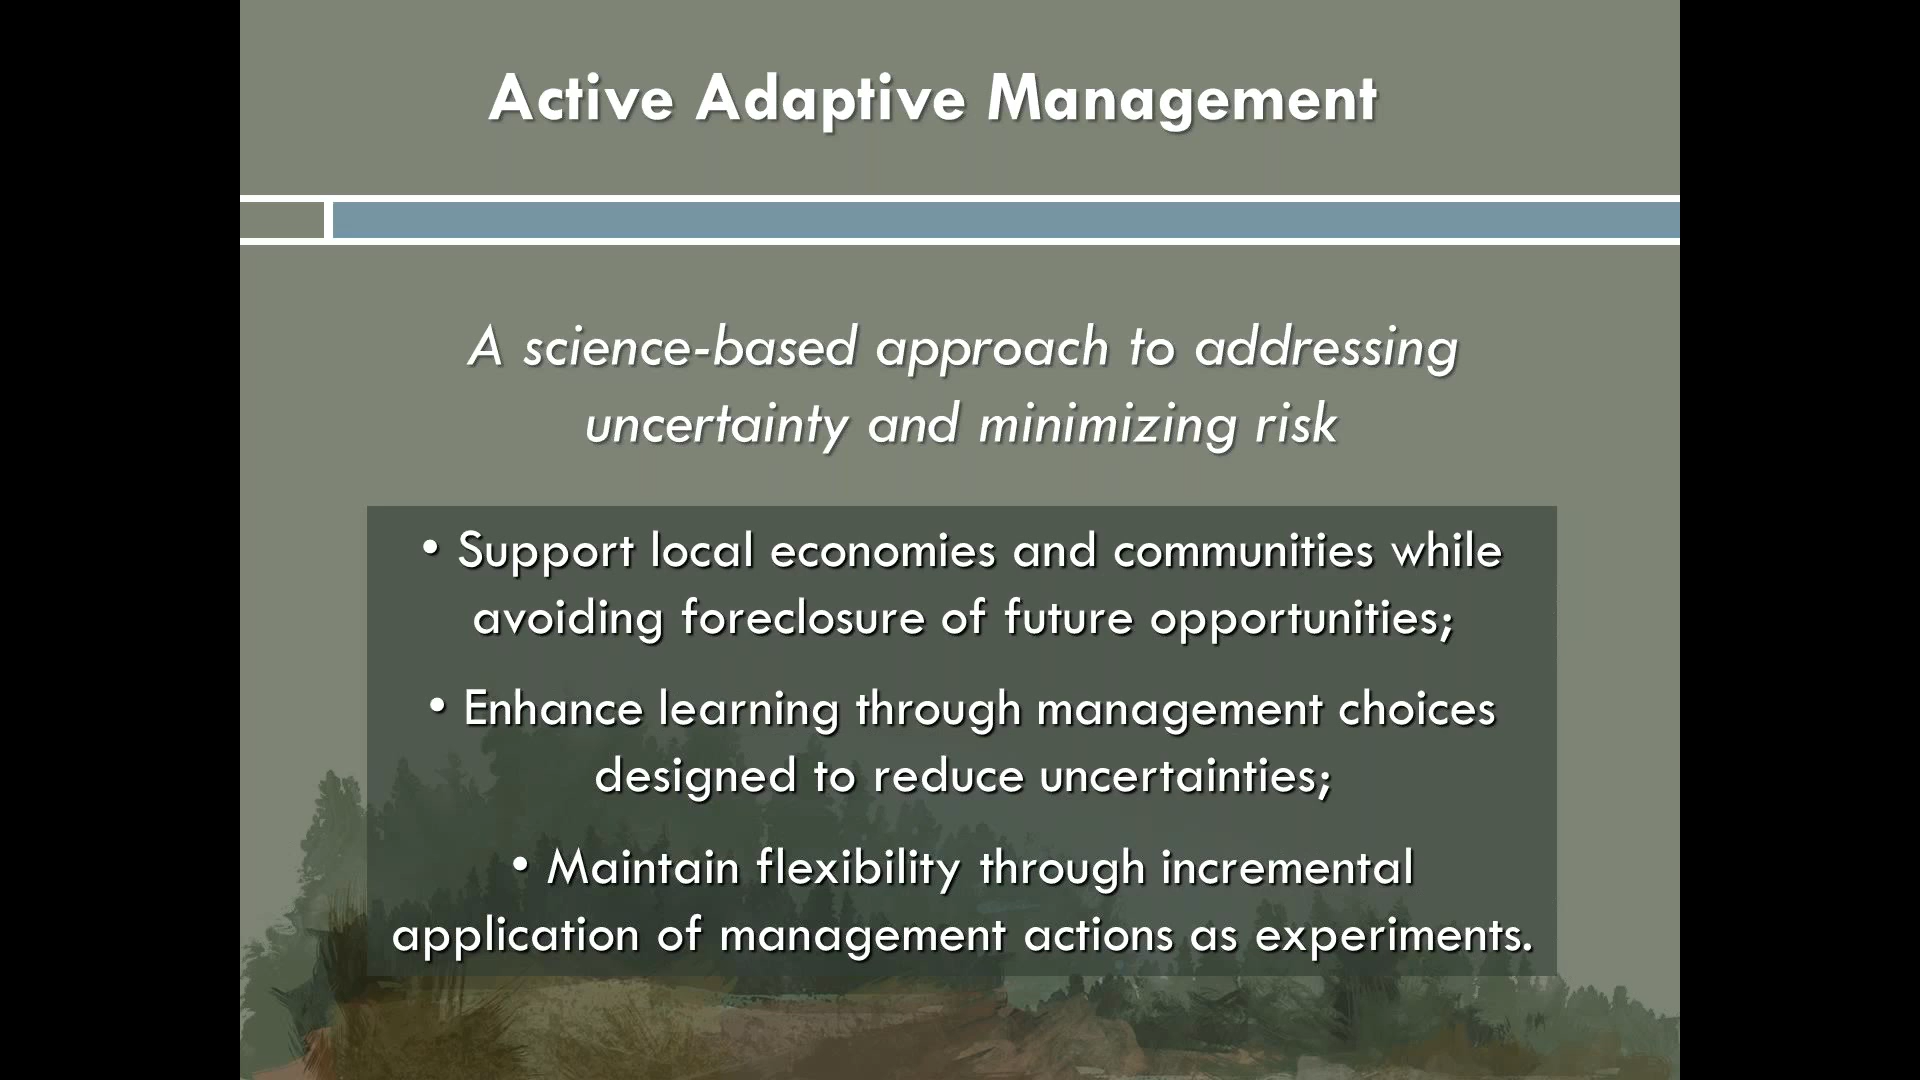 Active Adaptive Management
A science-based approach to addressing
uncertainty and minimizing risk
• Support local economies and communities while
avoiding foreclosure of future opportunities;
• Enhance learning through management choices
designed to reduce uncertainties;
• Maintain flexibility through incremental
application of management actions as experiments.